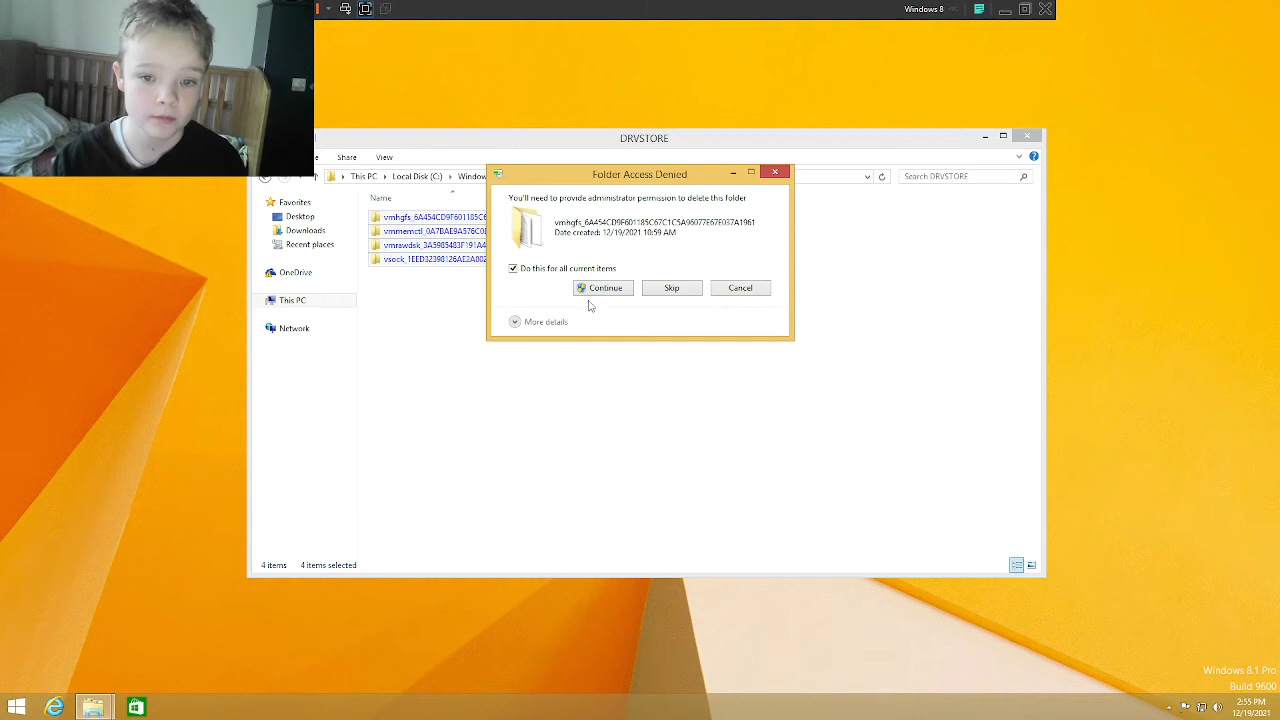 Windows 8
DRVSTORE
Share View
This PC Local Disk (C:) Window
Search DRVSTORE
Folder Access Denied
You'll need to provide administrator permission to delete this folder
vmhgfs_6A454CD9F601185C67C1C5A96077E67E037A1961
Date created: 12/19/2021 10:59 AM
Do this for all current items
Continue Skip Cancel
More details
Favorites
Desktop
Downloads
Recent places
OneDrive
This PC
Network
Name
vmhgfs_6A454CD9F601185C6
vmmemctl_0A7BAE9A576C0
vmrawdsk_3A5985483F191A4
vsock_1EED32398126AE2A802
4 items 4 items selected
Windows 8.1 Pro
Build 9600
2:55 PM
12/19/2021